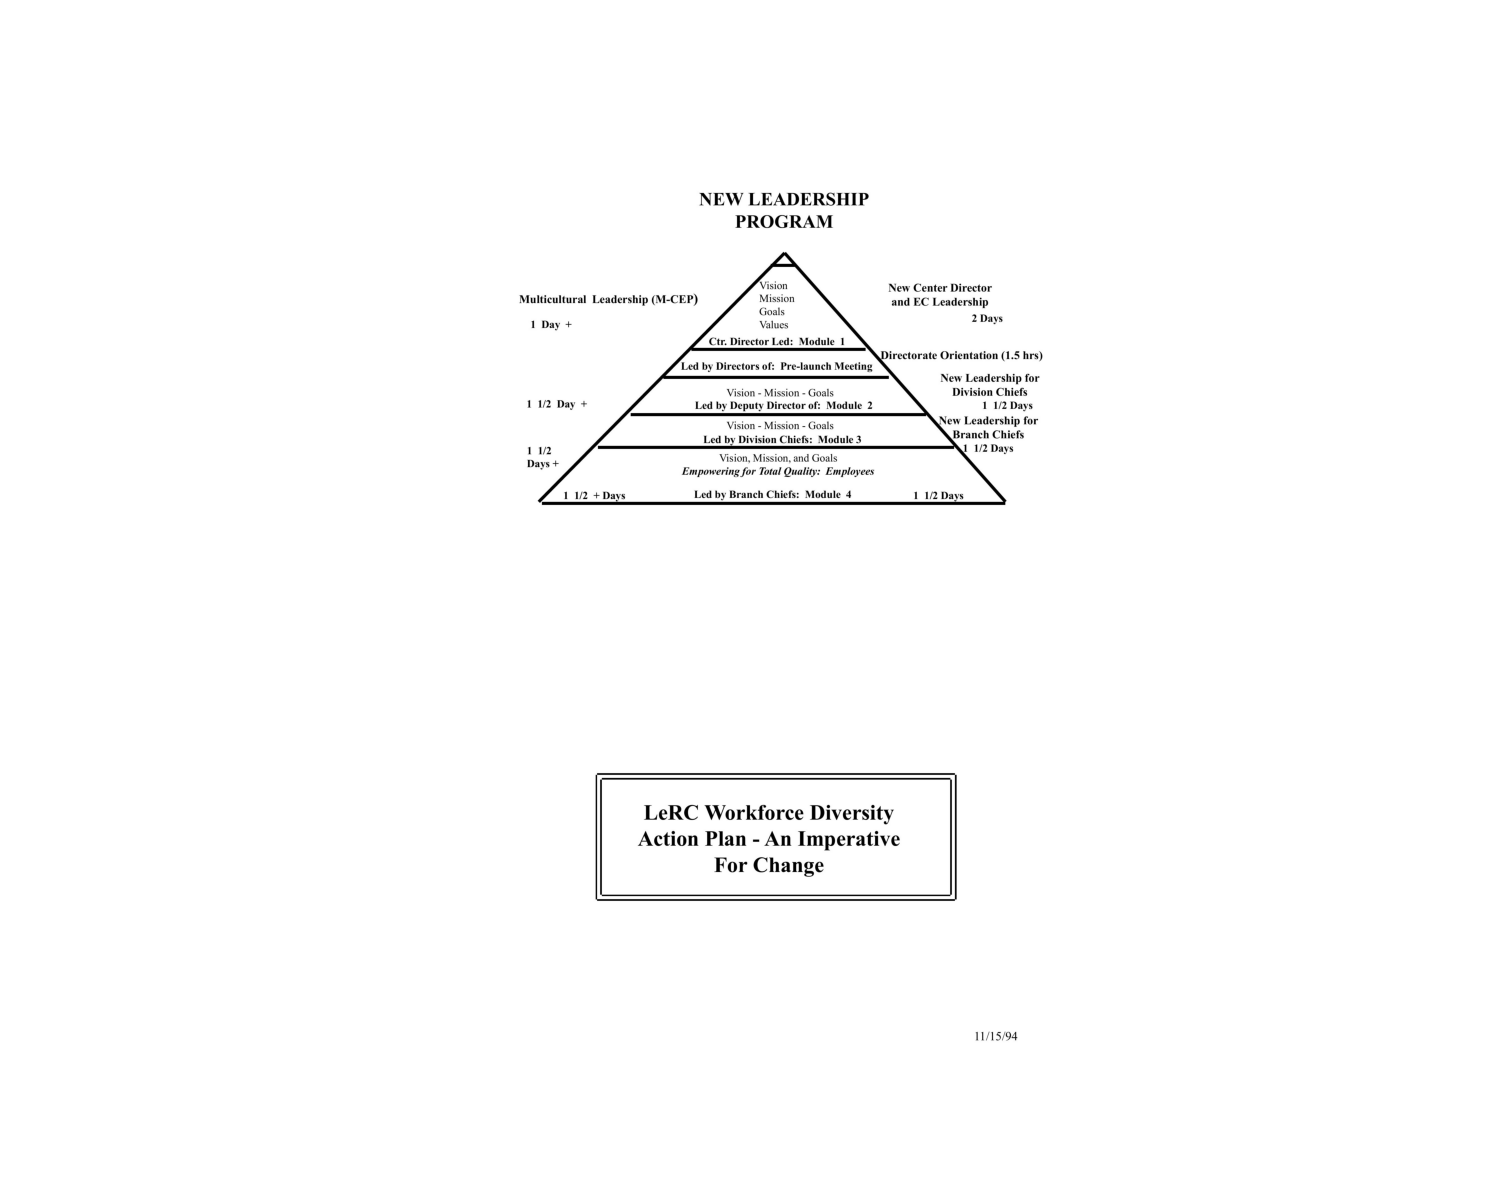 NEW LEADERSHIP
PROGRAM
Multicultural Leadership (M-CEP)
1 Day +
Vision
Mission
Goals
Values
Ctr. Director Led: Module 1
New Center Director
and EC Leadership
2 Days
Led by Directors of: Pre-launch Meeting
Directorate Orientation (1.5 hrs)
1 1/2 Day +
Vision - Mission - Goals
Led by Deputy Director of: Module 2
New Leadership for
Division Chiefs
1 1/2 Days
Vision - Mission - Goals
Led by Division Chiefs: Module 3
New Leadership for
Branch Chiefs
1 1/2 Days
1 1/2
Days +
Vision, Mission, and Goals
Empowering for Total Quality: Employees
1 1/2 + Days
Led by Branch Chiefs: Module 4
1 1/2 Days
LeRC Workforce Diversity
Action Plan - An Imperative
For Change
11/15/94